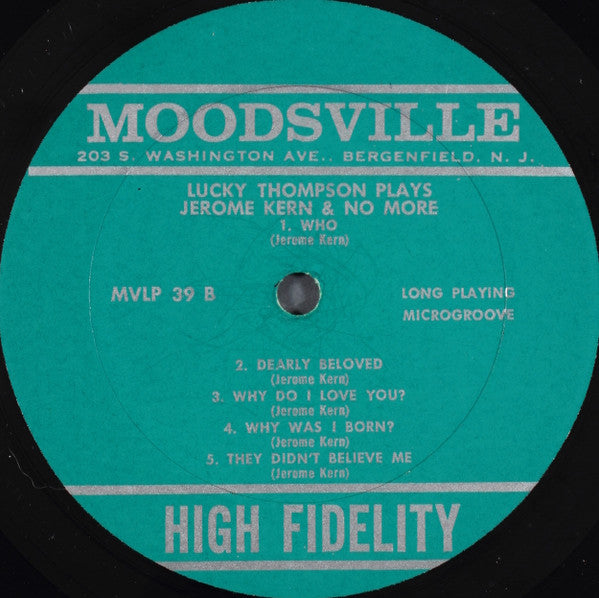 MOODSVILLE
203 S. WASHINGTON AVE., BERGENFIELD, N. J.
LUCKY THOMPSON PLAYS
JEROME KERN & NO MORE
1. WHO
(Jerome Kern)
MVLP 39 B
LONG PLAYING
MICROGROOVE
2. DEARLY BELOVED
(Jerome Kern)
3. WHY DO I LOVE YOU?
(Jerome Kern)
4. WHY WAS I BORN?
(Jerome Kern)
5. THEY DIDN'T BELIEVE ME
(Jerome Kern)
HIGH FIDELITY